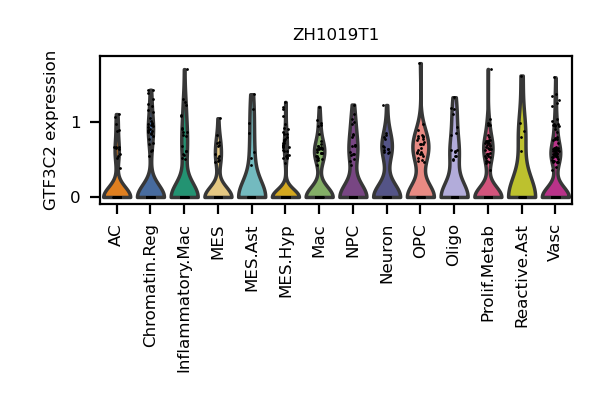 ZH1019T1
GTF3C2 expression
1
0
AC
Chromatin.Reg
Inflammatory.Mac
MES
MES.Ast
MES.Hyp
Mac
NPC
Neuron
OPC
Oligo
Prolif.Metab
Reactive.Ast
Vasc